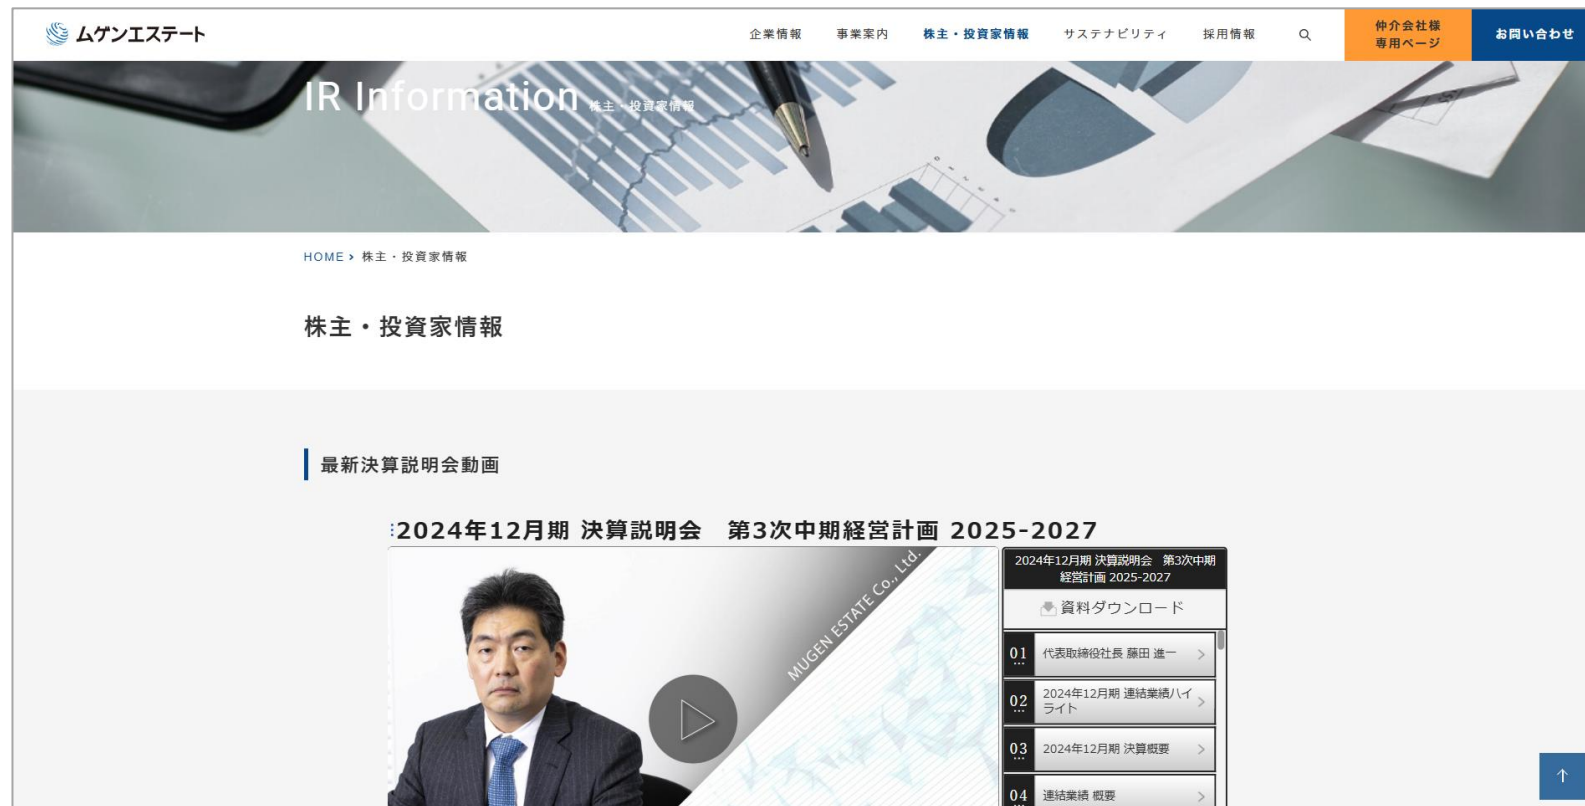 ムゲンエステート
企業情報 事業案内 株主・投資家情報 サステナビリティ 採用情報
仲介会社様
専用ページ
お問い合わせ
IR Information 株主・投資家情報
HOME > 株主・投資家情報
株主・投資家情報
最新決算説明会動画
2024年12月期 決算説明会 第3次中期経営計画 2025-2027
MUGEN ESTATE Co., Ltd.
2024年12月期 決算説明会 第3次中期
経営計画 2025-2027
資料ダウンロード
01 代表取締役社長 藤田 進一
02 2024年12月期 連結業績ハイ
ライト
03 2024年12月期 決算概要
04 連結業績 概要